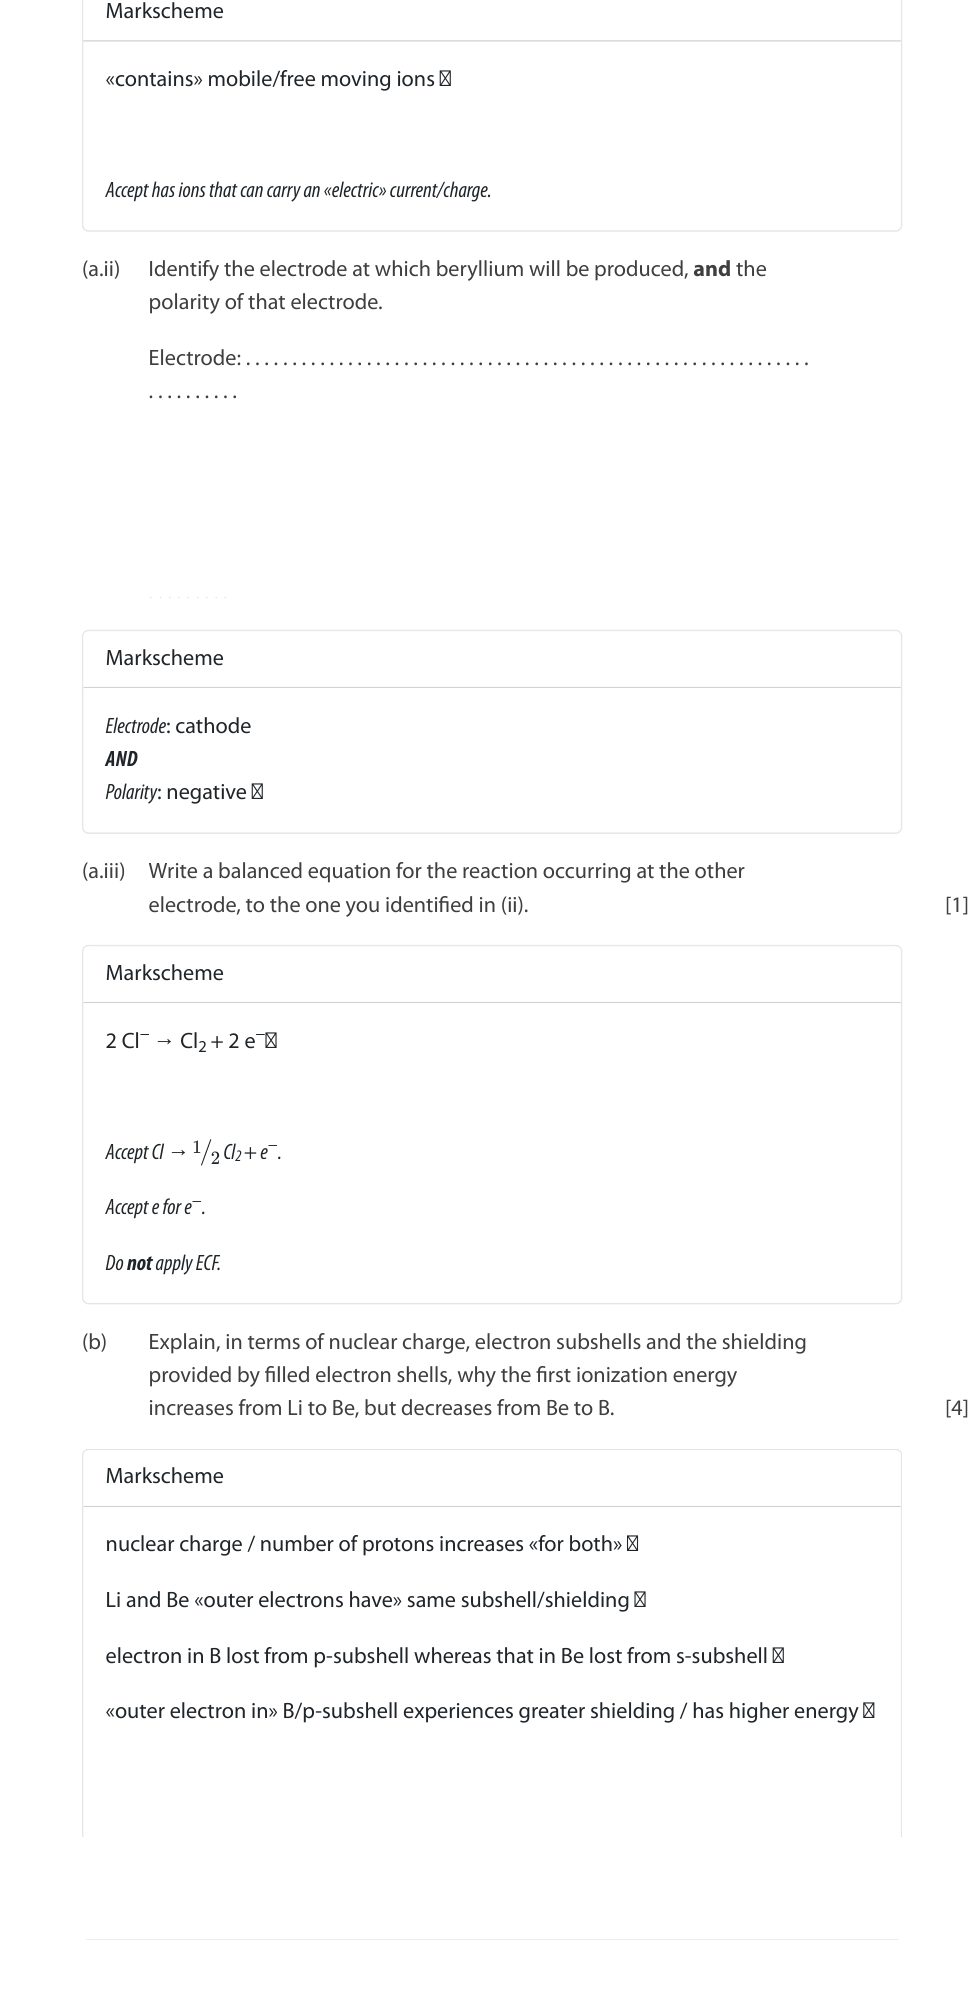 Markscheme
«contains» mobile/free moving ions ☒
Accept has ions that can carry an «electric» current/charge.
(a.ii) Identify the electrode at which beryllium will be produced, and the
polarity of that electrode.
Electrode: . . . . . . . . . . . . . . . . . . . . . . . . . . . . . . . . . . . . . . . . . . . . . . . . . . . . . . . . . . . . .
. . . . . . . . . .
. . . . . . . . .
Markscheme
Electrode: cathode
AND
Polarity: negative ☒
(a.iii) Write a balanced equation for the reaction occurring at the other
electrode, to the one you identified in (ii). [1]
Markscheme
2 Cl⁻ → Cl₂ + 2 e⁻☒
Accept Cl → 1/2 Cl₂ + e⁻.
Accept e for e⁻.
Do not apply ECF.
(b) Explain, in terms of nuclear charge, electron subshells and the shielding
provided by filled electron shells, why the first ionization energy
increases from Li to Be, but decreases from Be to B. [4]
Markscheme
nuclear charge / number of protons increases «for both» ☒
Li and Be «outer electrons have» same subshell/shielding ☒
electron in B lost from p-subshell whereas that in Be lost from s-subshell ☒
«outer electron in» B/p-subshell experiences greater shielding / has higher energy ☒